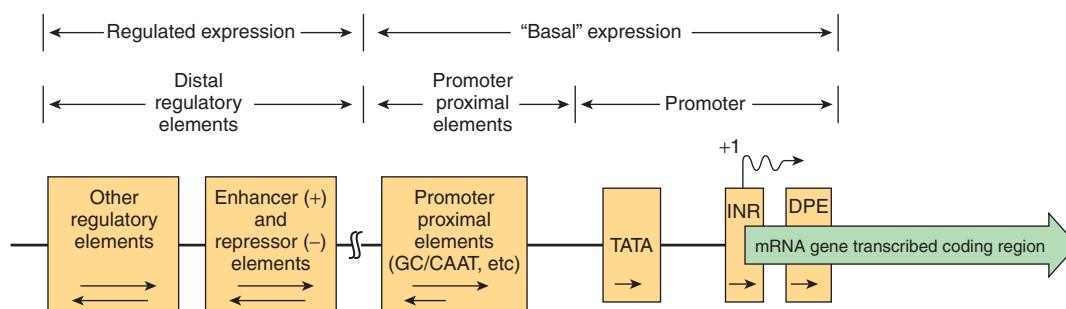 Regulated expression
“Basal” expression
Distal
regulatory
elements
Promoter
proximal
elements
Promoter
+1
Other
regulatory
elements
Enhancer (+)
and
repressor (–)
elements
Promoter
proximal
elements
(GC/CAAT, etc)
TATA
INR
DPE
mRNA gene transcribed coding region